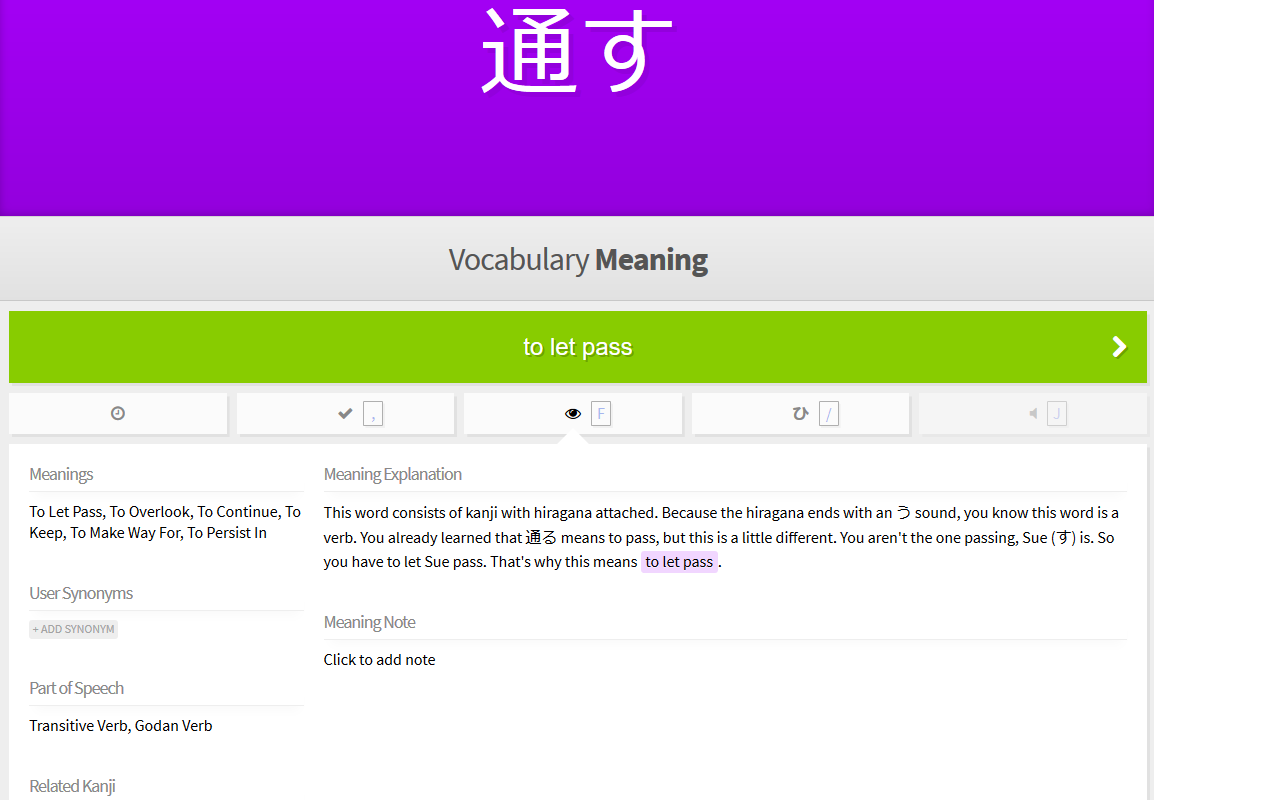 通す
Vocabulary Meaning
to let pass
,
F
ひ /
J
Meanings
To Let Pass, To Overlook, To Continue, To
Keep, To Make Way For, To Persist In
User Synonyms
+ ADD SYNONYM
Part of Speech
Transitive Verb, Godan Verb
Related Kanji
Meaning Explanation
This word consists of kanji with hiragana attached. Because the hiragana ends with an う sound, you know this word is a
verb. You already learned that 通る means to pass, but this is a little different. You aren't the one passing, Sue (す) is. So
you have to let Sue pass. That's why this means to let pass.
Meaning Note
Click to add note